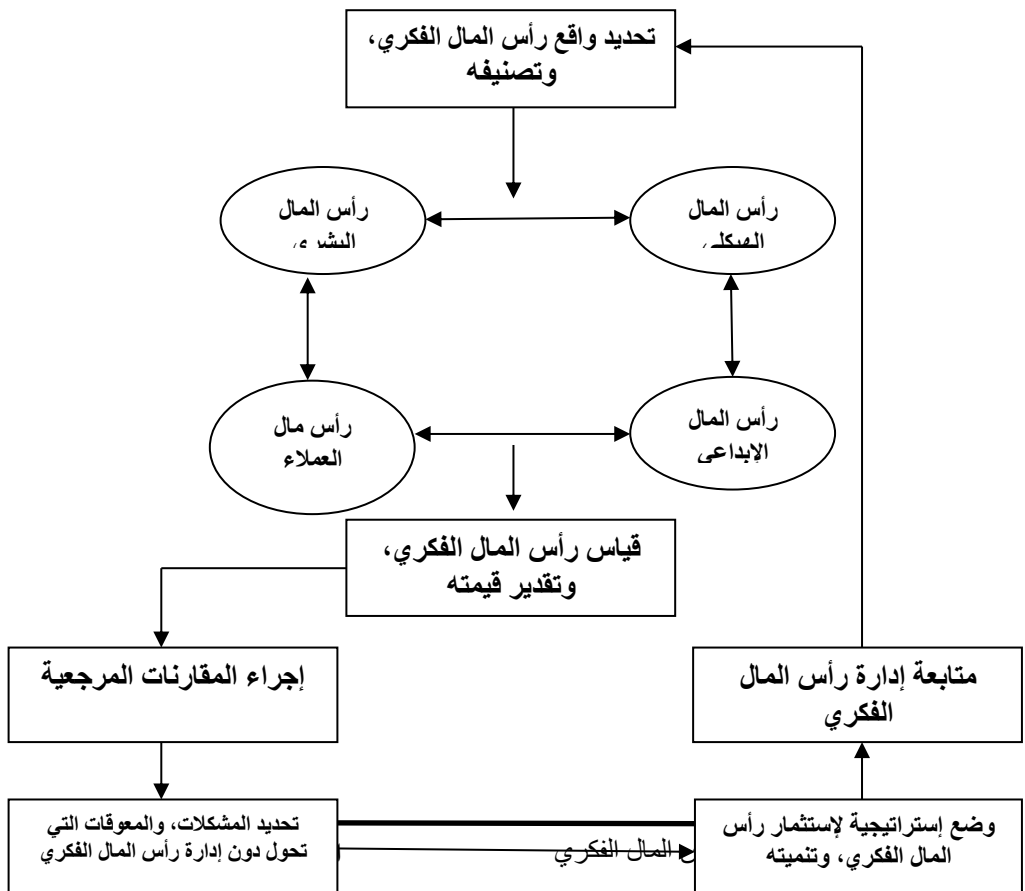 تحديد واقع رأس المال الفكري،
وتصنيفه
رأس المال
الهيكلي
رأس المال
البشري
رأس المال
الإبداعي
رأس مال
العملاء
قياس رأس المال الفكري،
وتقدير قيمته
إجراء المقارنات المرجعية
متابعة إدارة رأس المال
الفكري
تحديد المشكلات، والمعوقات التي
تحول دون إدارة رأس المال الفكري
وضع إستراتيجية لإستثمار رأس
المال الفكري، وتنميته
المال الفكري